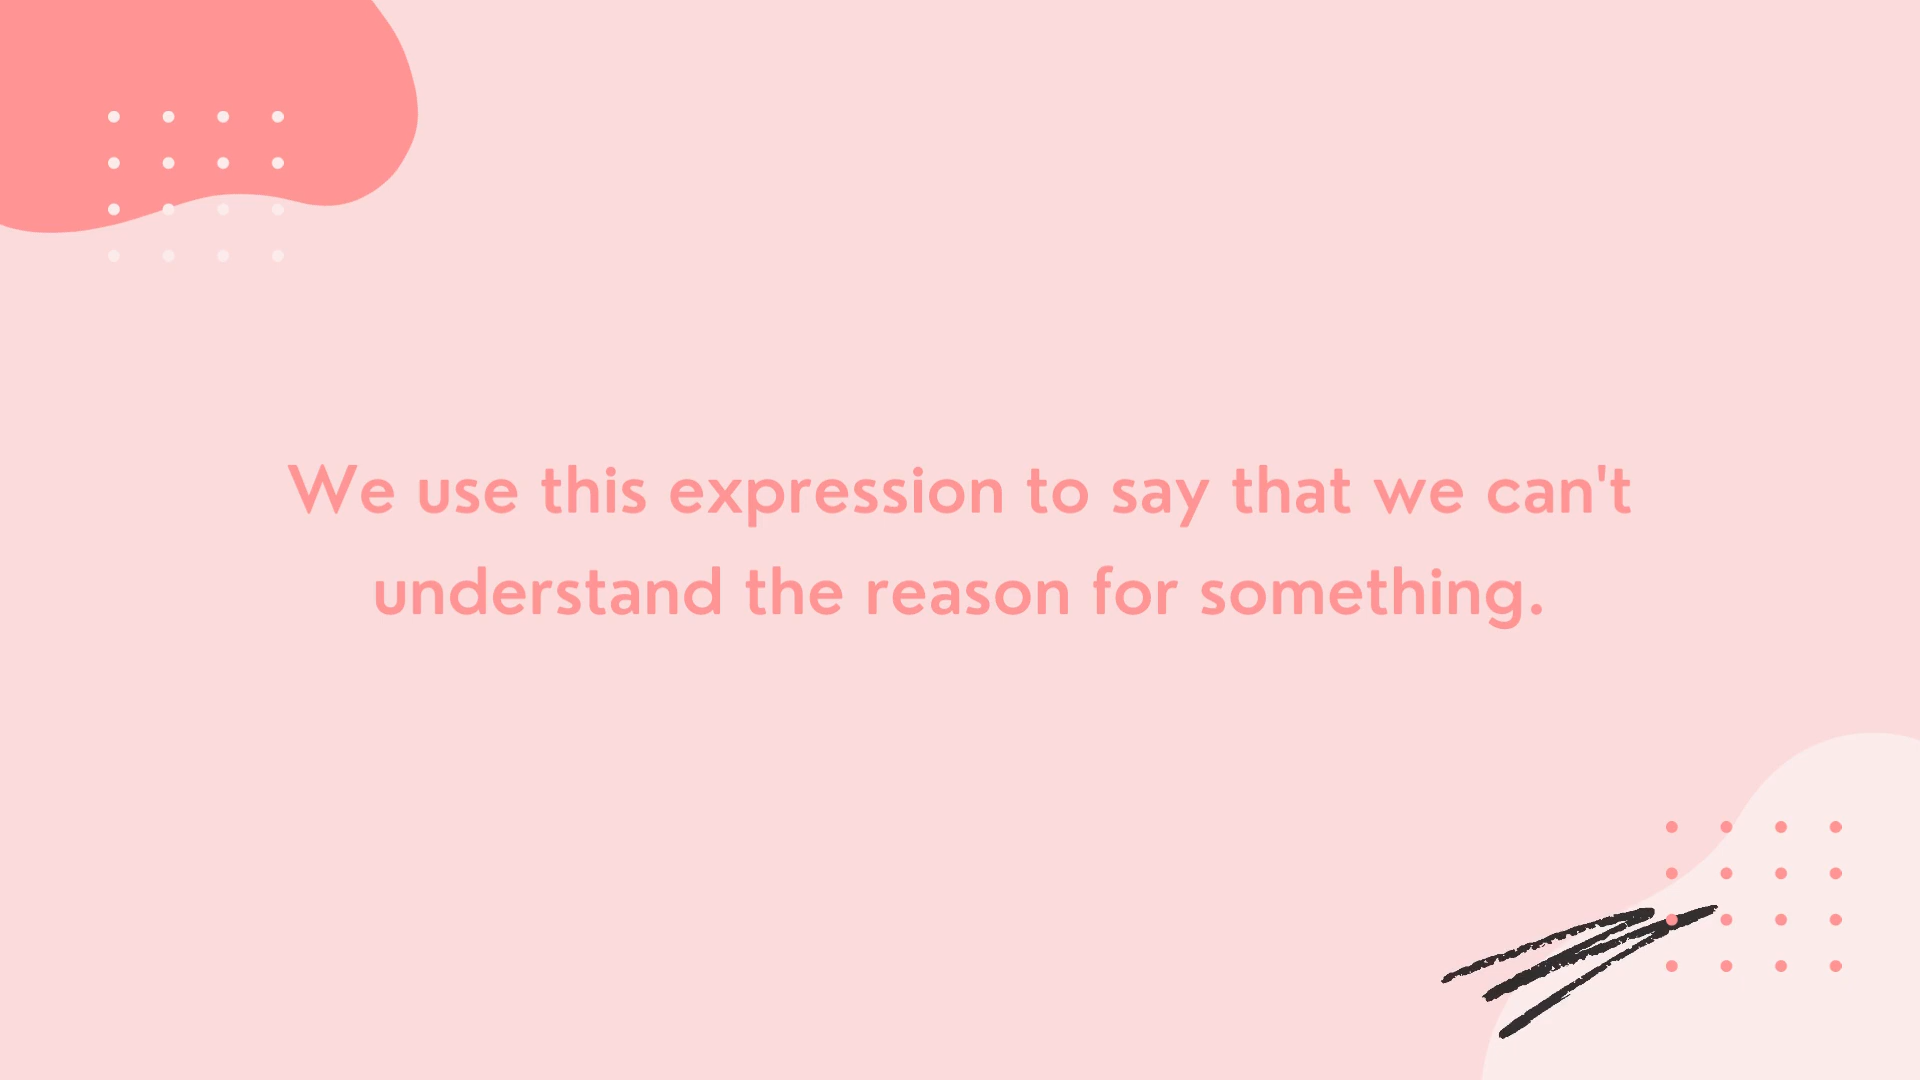 We use this expression to say that we can't
understand the reason for something.